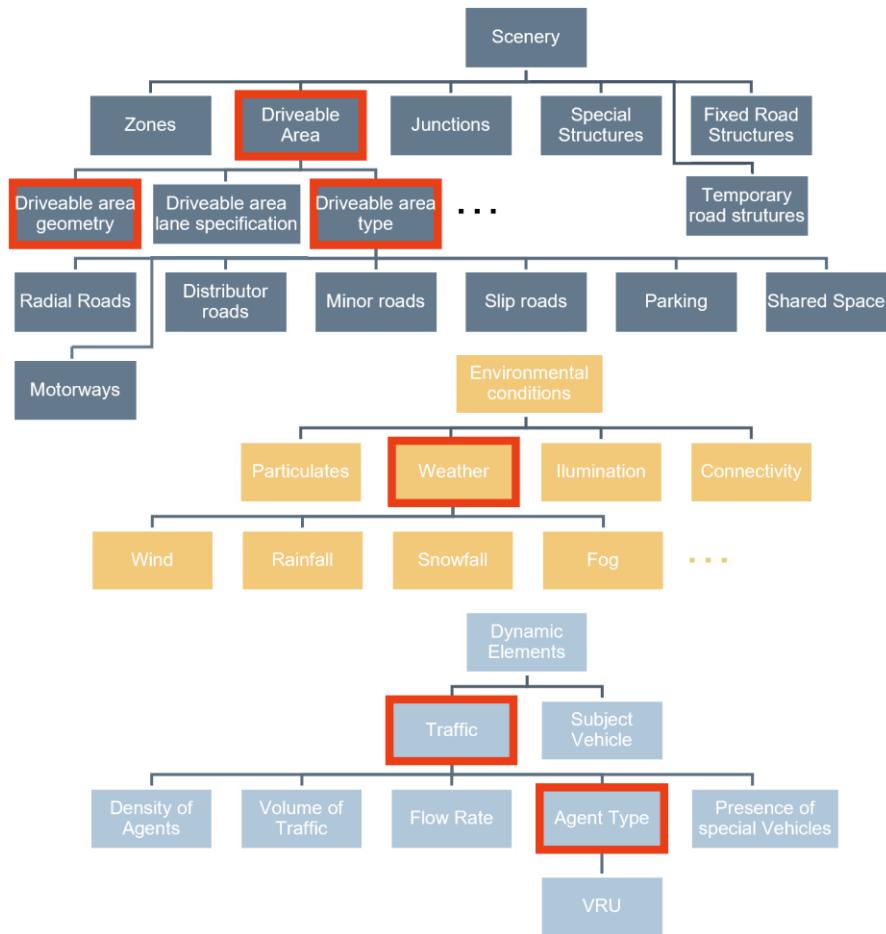 Scenery
Zones
Driveable
Area
Junctions
Special
Structures
Fixed Road
Structures
Driveable area
geometry
Driveable area
lane specification
Driveable area
type
...
Temporary
road strutures
Radial Roads
Distributor
roads
Minor roads
Slip roads
Parking
Shared Space
Motorways
Environmental
conditions
Particulates
Weather
Ilumination
Connectivity
Wind
Rainfall
Snowfall
Fog
...
Dynamic
Elements
Traffic
Subject
Vehicle
Density of
Agents
Volume of
Traffic
Flow Rate
Agent Type
Presence of
special Vehicles
VRU